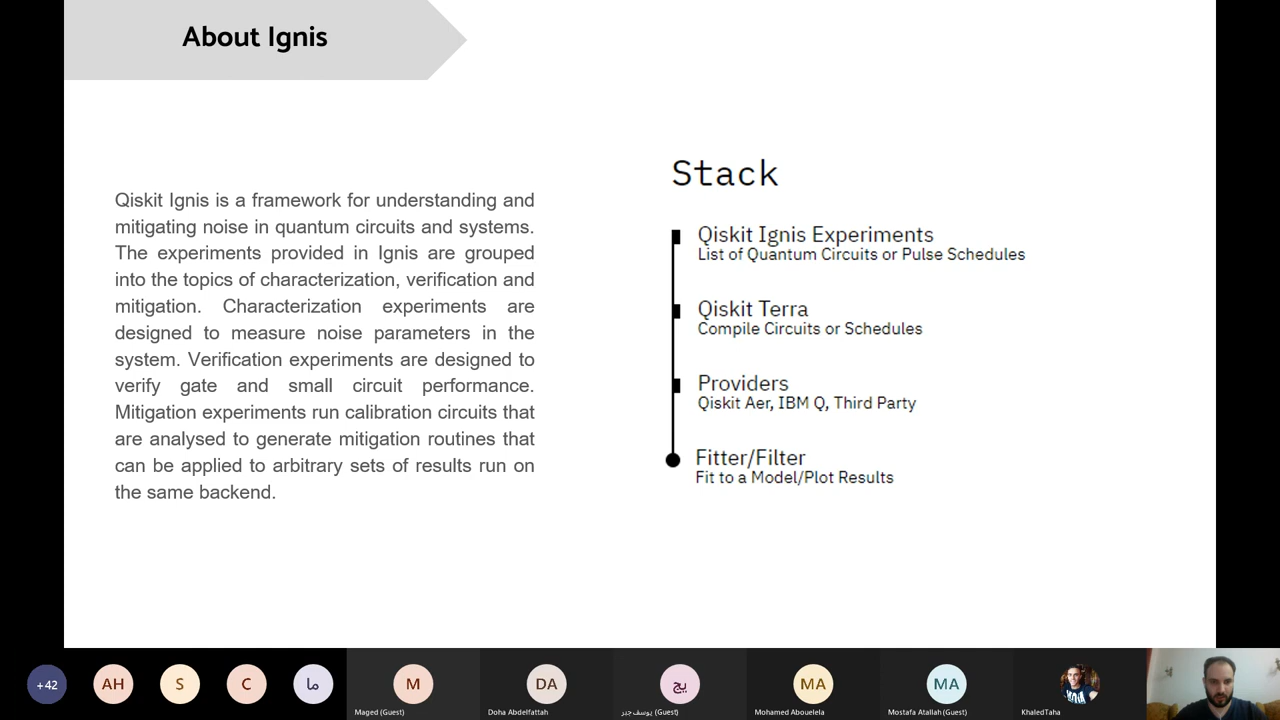 About Ignis
Qiskit Ignis is a framework for understanding and
mitigating noise in quantum circuits and systems.
The experiments provided in Ignis are grouped
into the topics of characterization, verification and
mitigation. Characterization experiments are
designed to measure noise parameters in the
system. Verification experiments are designed to
verify gate and small circuit performance.
Mitigation experiments run calibration circuits that
are analysed to generate mitigation routines that
can be applied to arbitrary sets of results run on
the same backend.
Stack
Qiskit Ignis Experiments
List of Quantum Circuits or Pulse Schedules
Qiskit Terra
Compile Circuits or Schedules
Providers
Qiskit Aer, IBM Q, Third Party
Fitter/Filter
Fit to a Model/Plot Results
+42
AH
S
C
ما
M
DA
يج
MA
MA
Maged (Guest)
Doha Abdelfattah
يوسف جبر (Guest)
Mohamed Abouelela
Mostafa Atallah (Guest)
KhaledTaha